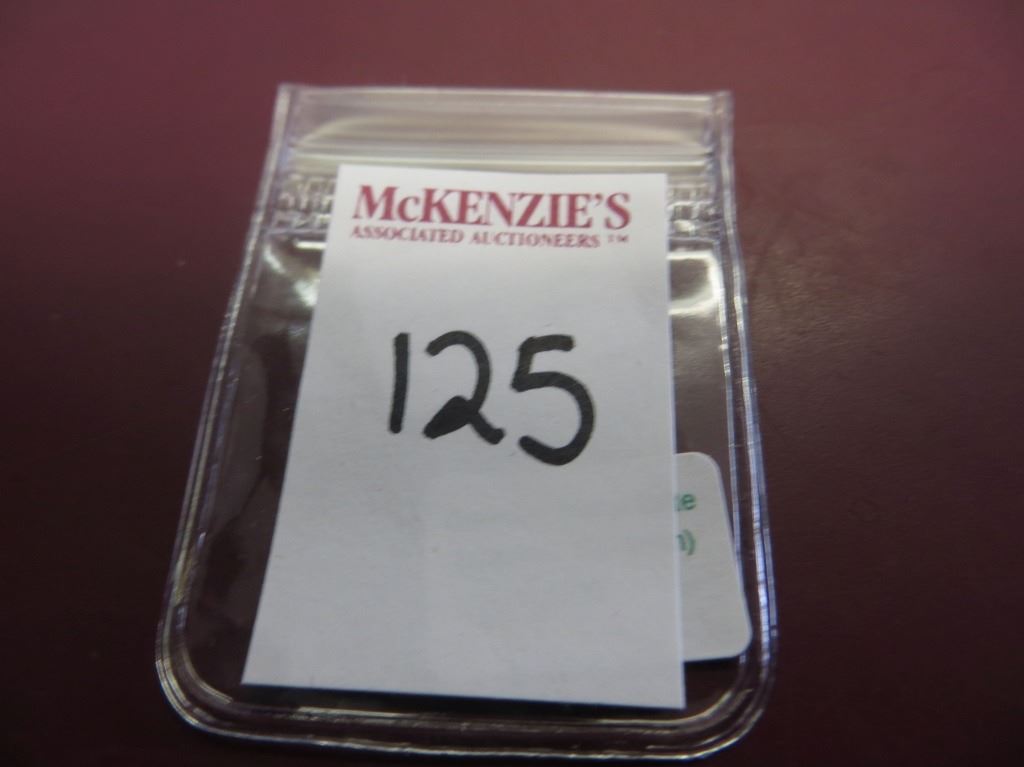 McKENZIE'S
ASSOCIATED AUCTIONEERS ™
125